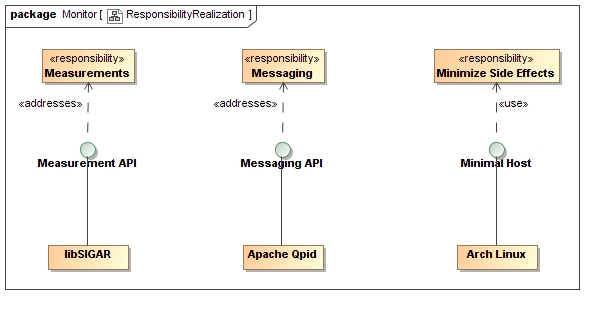 package Monitor [ ResponsibilityRealization ]
«responsibility» «responsibility» «responsibility»
Measurements Messaging Minimize Side Effects
«addresses» «addresses» «use»
Measurement API Messaging API Minimal Host
libSIGAR Apache Qpid Arch Linux